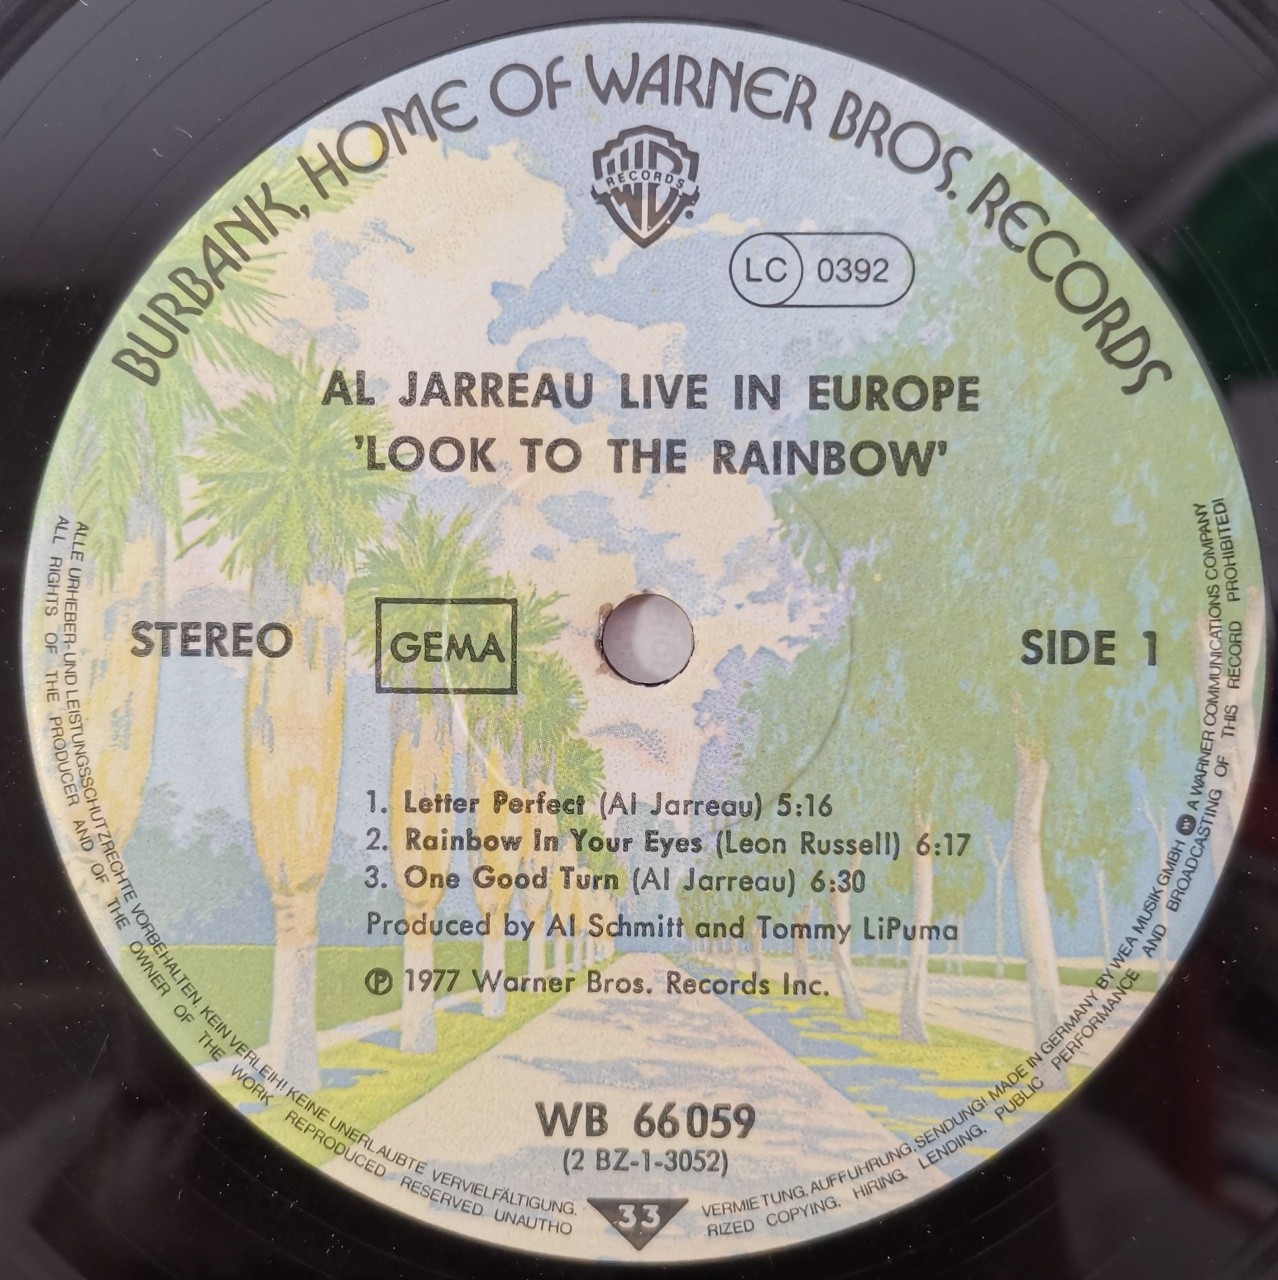 BURBANK, HOME OF WARNER BROS. RECORDS
WB
RECORDS
LC 0392
AL JARREAU LIVE IN EUROPE
'LOOK TO THE RAINBOW'
STEREO
GEMA
SIDE 1
1. Letter Perfect (Al Jarreau) 5:16
2. Rainbow In Your Eyes (Leon Russell) 6:17
3. One Good Turn (Al Jarreau) 6:30
Produced by Al Schmitt and Tommy LiPuma
℗ 1977 Warner Bros. Records Inc.
WB 66 059
(2 BZ-1-3052)
33
ALLE URHEBER- UND LEISTUNGSSCHUTZRECHTE VORBEHALTEN. KEIN VERLEIH! KEINE UNERLAUBTE VERVIELFÄLTIGUNG. VERMIETUNG. AUFFÜHRUNG. SENDUNG! MADE IN GERMANY BY WEA MUSIK GMBH A WARNER COMMUNICATIONS COMPANY
ALL RIGHTS OF THE PRODUCER AND OF THE OWNER OF THE WORK REPRODUCED RESERVED UNAUTHORIZED COPYING, HIRING, LENDING, PUBLIC PERFORMANCE AND BROADCASTING OF THIS RECORD PROHIBITED!